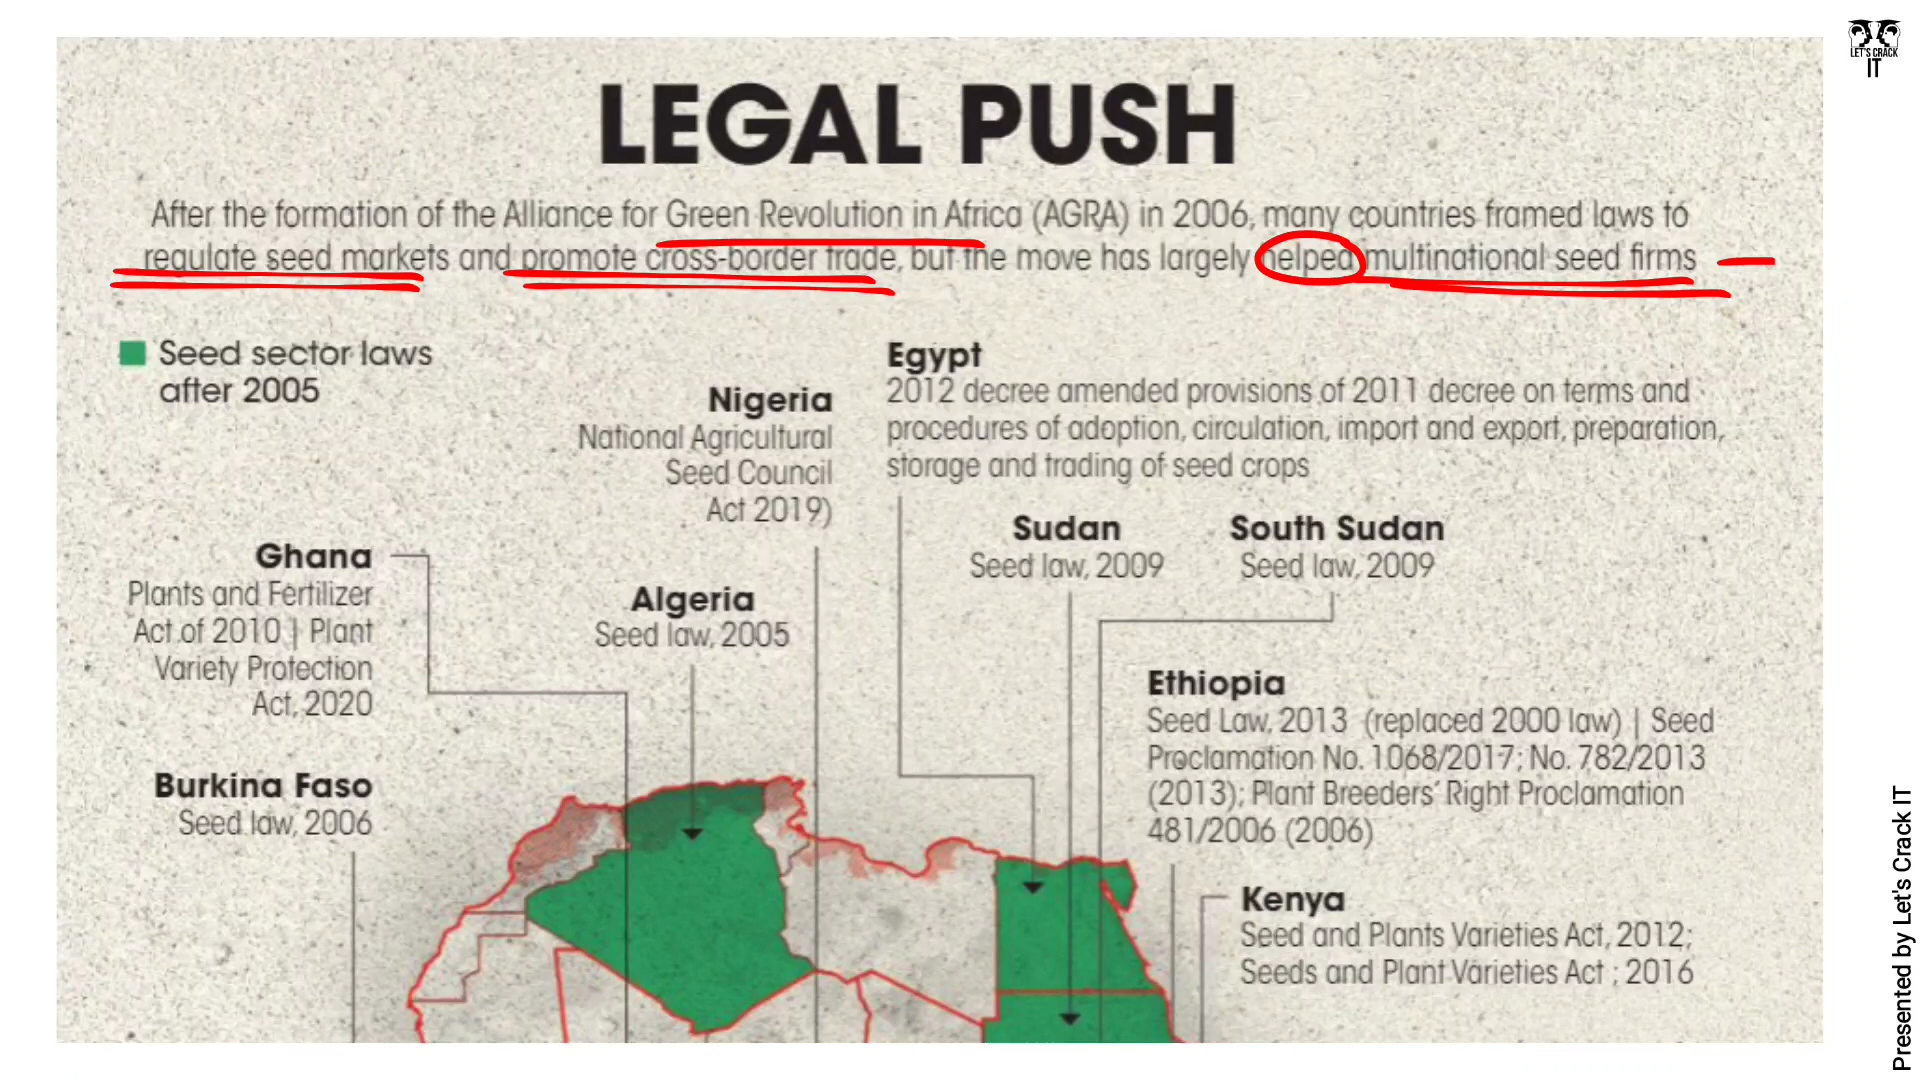 LET'S CRACK
IT
LEGAL PUSH
After the formation of the Alliance for Green Revolution in Africa (AGRA) in 2006, many countries framed laws to
regulate seed markets and promote cross-border trade, but the move has largely helped multinational seed firms
Seed sector laws
after 2005
Egypt
2012 decree amended provisions of 2011 decree on terms and
procedures of adoption, circulation, import and export, preparation,
storage and trading of seed crops
Nigeria
National Agricultural
Seed Council
Act 2019)
Sudan
Seed law, 2009
South Sudan
Seed law, 2009
Ghana
Plants and Fertilizer
Act of 2010 | Plant
Variety Protection
Act, 2020
Algeria
Seed law, 2005
Ethiopia
Seed Law, 2013 (replaced 2000 law) | Seed
Proclamation No. 1068/2017; No. 782/2013
(2013); Plant Breeders' Right Proclamation
481/2006 (2006)
Burkina Faso
Seed law, 2006
Kenya
Seed and Plants Varieties Act, 2012;
Seeds and Plant Varieties Act ; 2016
Presented by Let's Crack IT